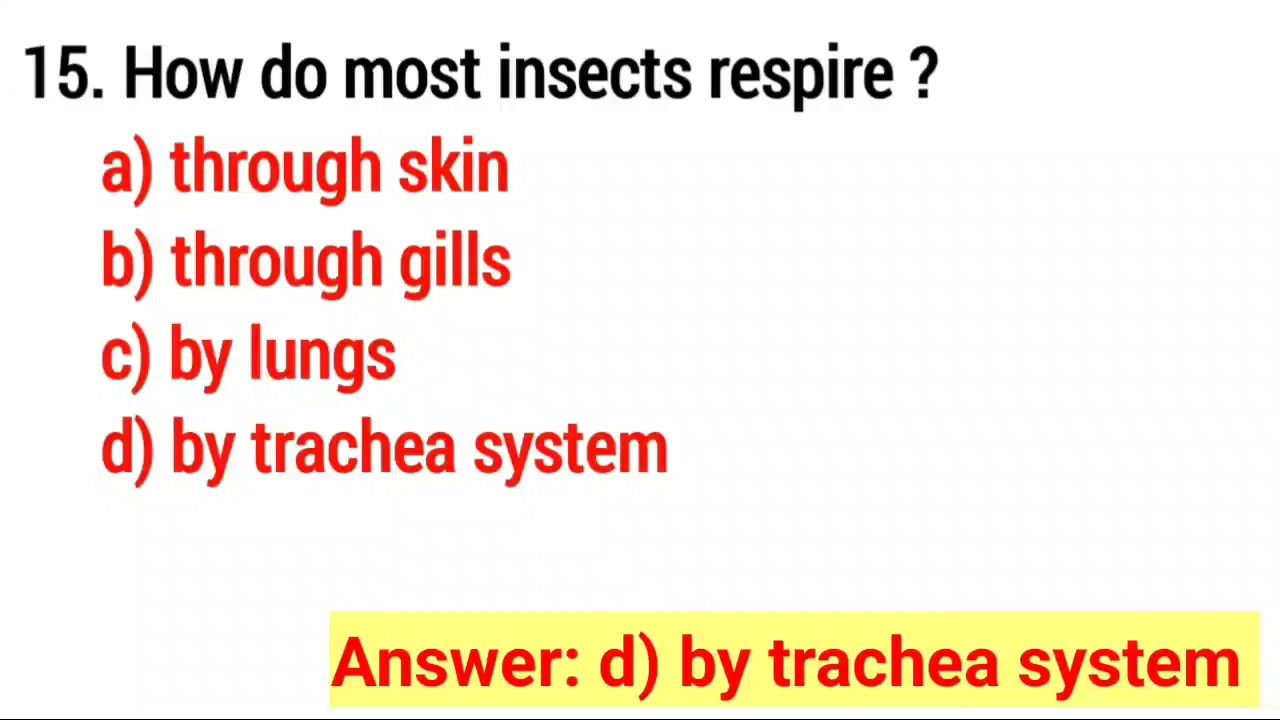 15. How do most insects respire ?
a) through skin
b) through gills
c) by lungs
d) by trachea system
Answer: d) by trachea system